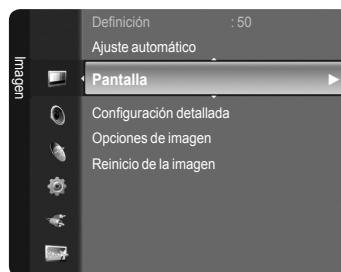 Imagen
Definición : 50
Ajuste automático
Pantalla
Configuración detallada
Opciones de imagen
Reinicio de la imagen